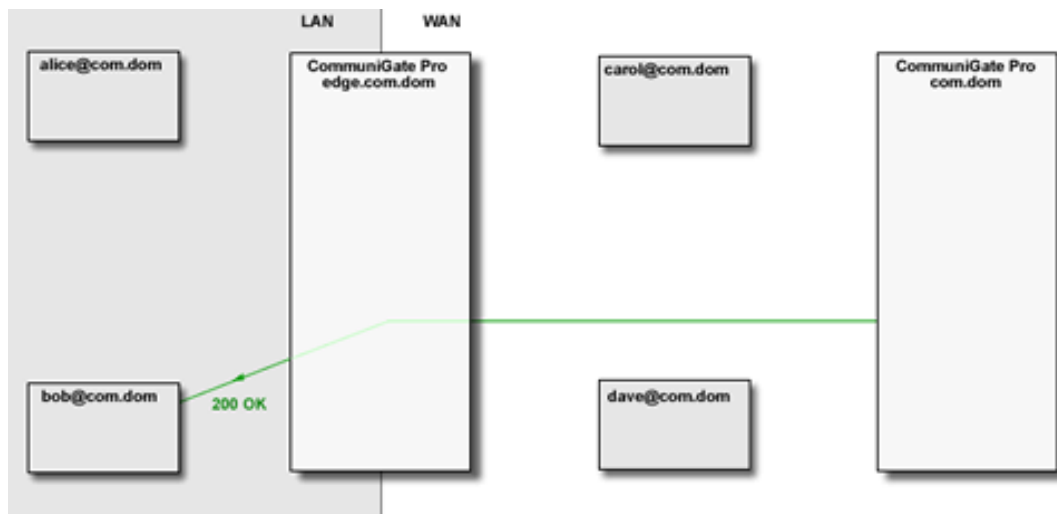 LAN WAN
alice@com.dom
CommuniGate Pro
edge.com.dom
carol@com.dom
CommuniGate Pro
com.dom
bob@com.dom
200 OK
dave@com.dom